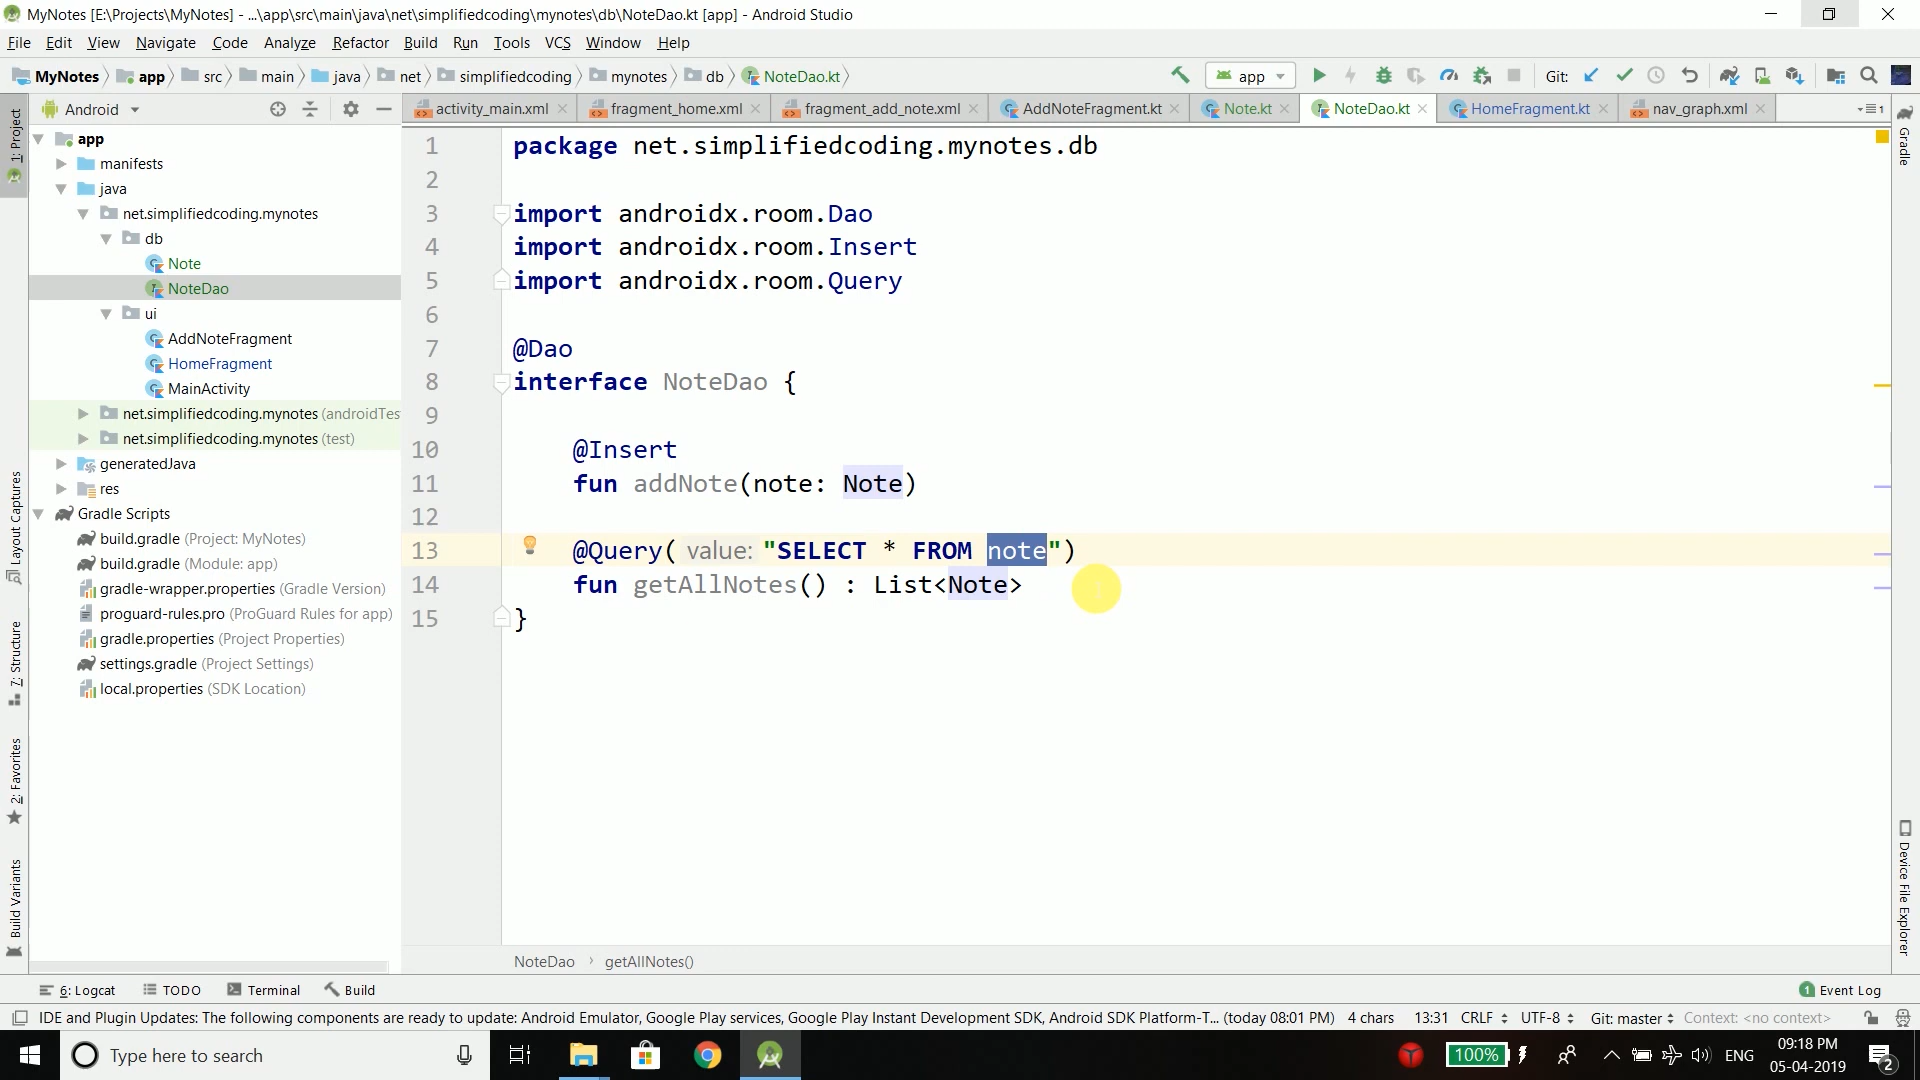 MyNotes [E:\Projects\MyNotes] - ...\app\src\main\java\net\simplifiedcoding\mynotes\db\NoteDao.kt [app] - Android Studio
File Edit View Navigate Code Analyze Refactor Build Run Tools VCS Window Help
MyNotes app src main java net simplifiedcoding mynotes db NoteDao.kt app Git:
Android activity_main.xml fragment_home.xml fragment_add_note.xml AddNoteFragment.kt Note.kt NoteDao.kt HomeFragment.kt nav_graph.xml
1: Project
Layout Captures
7: Structure
2: Favorites
Build Variants
app
manifests
java
net.simplifiedcoding.mynotes
db
Note
NoteDao
ui
AddNoteFragment
HomeFragment
MainActivity
net.simplifiedcoding.mynotes (androidTes
net.simplifiedcoding.mynotes (test)
generatedJava
res
Gradle Scripts
build.gradle (Project: MyNotes)
build.gradle (Module: app)
gradle-wrapper.properties (Gradle Version)
proguard-rules.pro (ProGuard Rules for app)
gradle.properties (Project Properties)
settings.gradle (Project Settings)
local.properties (SDK Location)
1 package net.simplifiedcoding.mynotes.db
2
3 import androidx.room.Dao
4 import androidx.room.Insert
5 import androidx.room.Query
6
7 @Dao
8 interface NoteDao {
9
10 @Insert
11 fun addNote(note: Note)
12
13 @Query( value: "SELECT * FROM note")
14 fun getAllNotes() : List<Note>
15 }
NoteDao › getAllNotes()
Gradle
Device File Explorer
6: Logcat TODO Terminal Build 1 Event Log
IDE and Plugin Updates: The following components are ready to update: Android Emulator, Google Play services, Google Play Instant Development SDK, Android SDK Platform-T... (today 08:01 PM) 4 chars 13:31 CRLF UTF-8 Git: master Context: <no context>
Type here to search 100% ENG 09:18 PM
05-04-2019 2